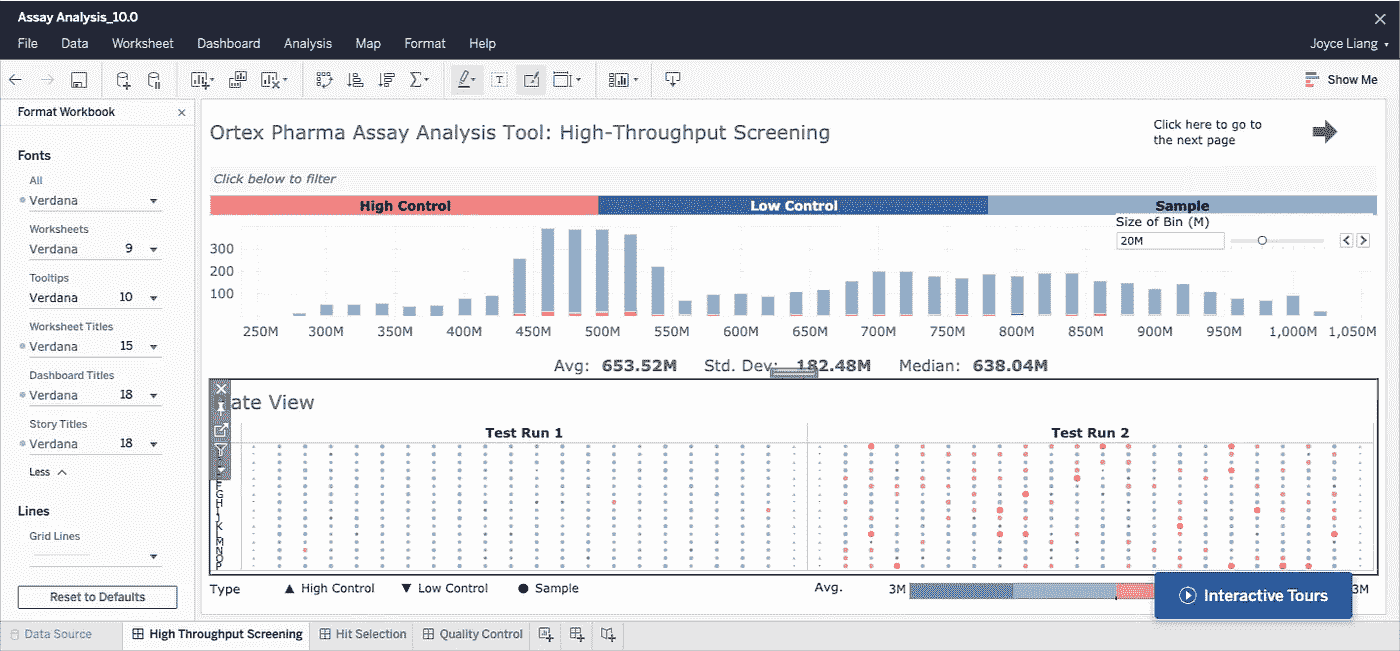 Assay Analysis_10.0
File Data Worksheet Dashboard Analysis Map Format Help
Joyce Liang
Show Me
Format Workbook
Fonts
All
Verdana
Worksheets
Verdana 9
Tooltips
Verdana 10
Worksheet Titles
Verdana 15
Dashboard Titles
Verdana 18
Story Titles
Verdana 18
Less
Lines
Grid Lines
Reset to Defaults
Ortex Pharma Assay Analysis Tool: High-Throughput Screening
Click here to go to
the next page
Click below to filter
High Control Low Control Sample
Size of Bin (M)
20M
300
200
100
250M 300M 350M 400M 450M 500M 550M 600M 650M 700M 750M 800M 850M 900M 950M 1,000M 1,050M
Avg: 653.52M Std. Dev: 182.48M Median: 638.04M
ate View
Test Run 1 Test Run 2
F
G
H
I
J
K
L
M
N
O
P
Type High Control Low Control Sample
Avg. 3M 3M
Interactive Tours
Data Source High Throughput Screening Hit Selection Quality Control